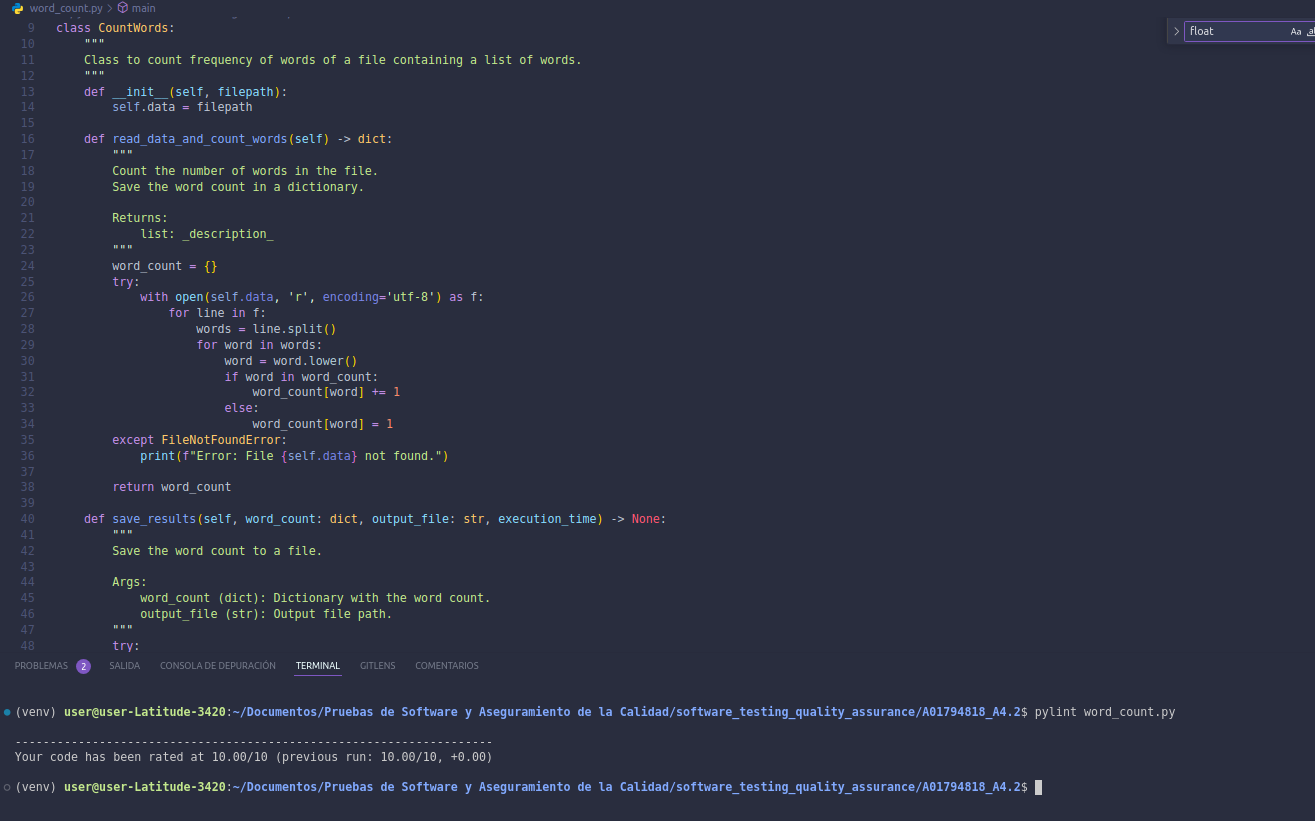 word_count.py > main
float
Aa
9 class CountWords:
10 """
11 Class to count frequency of words of a file containing a list of words.
12 """
13 def __init__(self, filepath):
14 self.data = filepath
15
16 def read_data_and_count_words(self) -> dict:
17 """
18 Count the number of words in the file.
19 Save the word count in a dictionary.
20
21 Returns:
22 list: _description_
23 """
24 word_count = {}
25 try:
26 with open(self.data, 'r', encoding='utf-8') as f:
27 for line in f:
28 words = line.split()
29 for word in words:
30 word = word.lower()
31 if word in word_count:
32 word_count[word] += 1
33 else:
34 word_count[word] = 1
35 except FileNotFoundError:
36 print(f"Error: File {self.data} not found.")
37
38 return word_count
39
40 def save_results(self, word_count: dict, output_file: str, execution_time) -> None:
41 """
42 Save the word count to a file.
43
44 Args:
45 word_count (dict): Dictionary with the word count.
46 output_file (str): Output file path.
47 """
48 try:
PROBLEMAS 2 SALIDA CONSOLA DE DEPURACIÓN TERMINAL GITLENS COMENTARIOS
(venv) user@user-Latitude-3420:~/Documentos/Pruebas de Software y Aseguramiento de la Calidad/software_testing_quality_assurance/A01794818_A4.2$ pylint word_count.py
--------------------------------------------------------------------
Your code has been rated at 10.00/10 (previous run: 10.00/10, +0.00)
(venv) user@user-Latitude-3420:~/Documentos/Pruebas de Software y Aseguramiento de la Calidad/software_testing_quality_assurance/A01794818_A4.2$